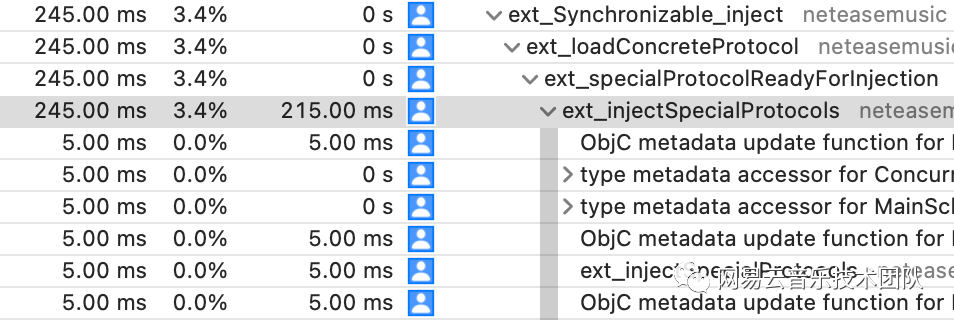 245.00 ms 3.4% 0 s ext_Synchronizable_inject neteasemusic
245.00 ms 3.4% 0 s ext_loadConcreteProtocol neteasemusic
245.00 ms 3.4% 0 s ext_specialProtocolReadyForInjection
245.00 ms 3.4% 215.00 ms ext_injectSpecialProtocols neteasem
5.00 ms 0.0% 5.00 ms ObjC metadata update function for
5.00 ms 0.0% 0 s type metadata accessor for Concurr
5.00 ms 0.0% 0 s type metadata accessor for MainSch
5.00 ms 0.0% 5.00 ms ObjC metadata update function for
5.00 ms 0.0% 5.00 ms ext_injectSpecialProtocols netease
5.00 ms 0.0% 5.00 ms ObjC metadata update function for
网易云音乐技术团队